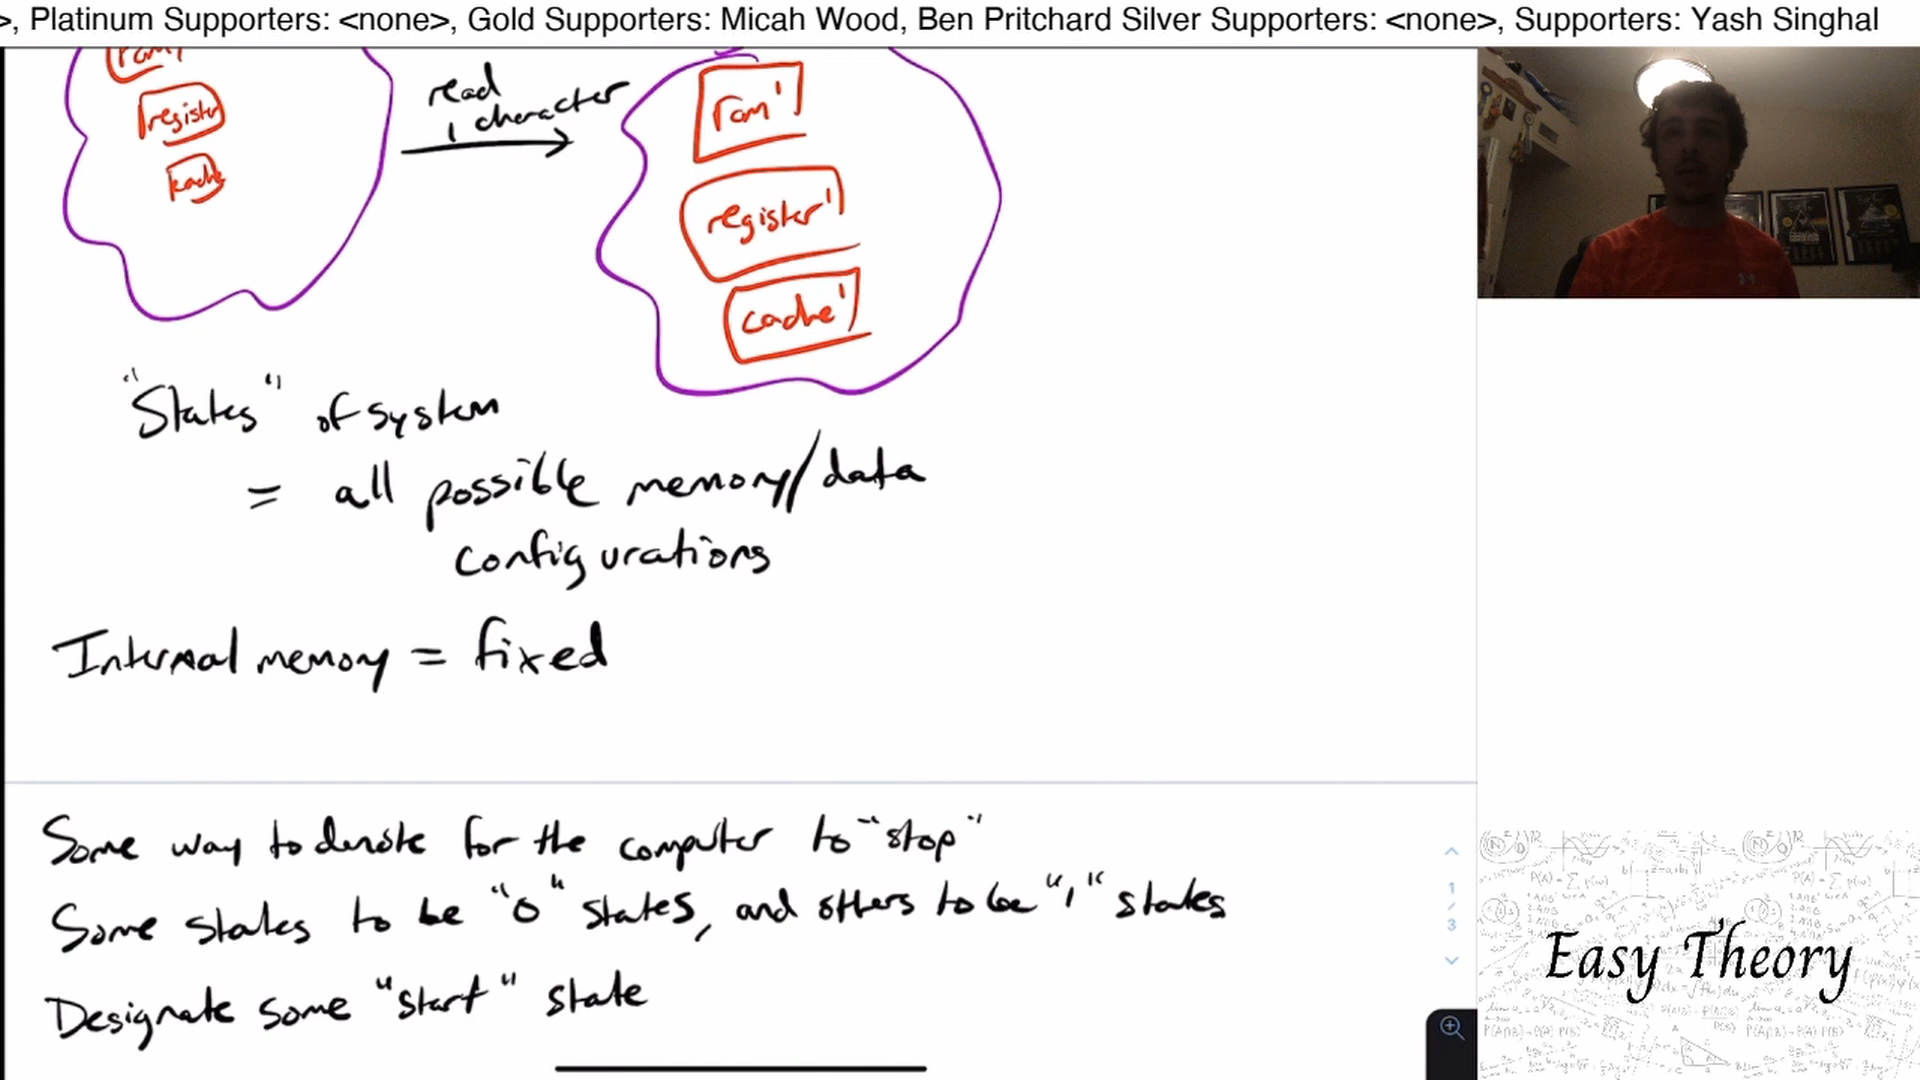 >, Platinum Supporters: <none>, Gold Supporters: Micah Wood, Ben Pritchard Silver Supporters: <none>, Supporters: Yash Singhal
ram
register
cache
read
1 character
ram'
register'
cache'
"States" of system
= all possible memory/data
configurations
Internal memory = fixed
Some way to denote for the computer to "stop"
Some states to be "0" states, and others to be "1" states
Designate some "start" state
1
/
3
Easy Theory